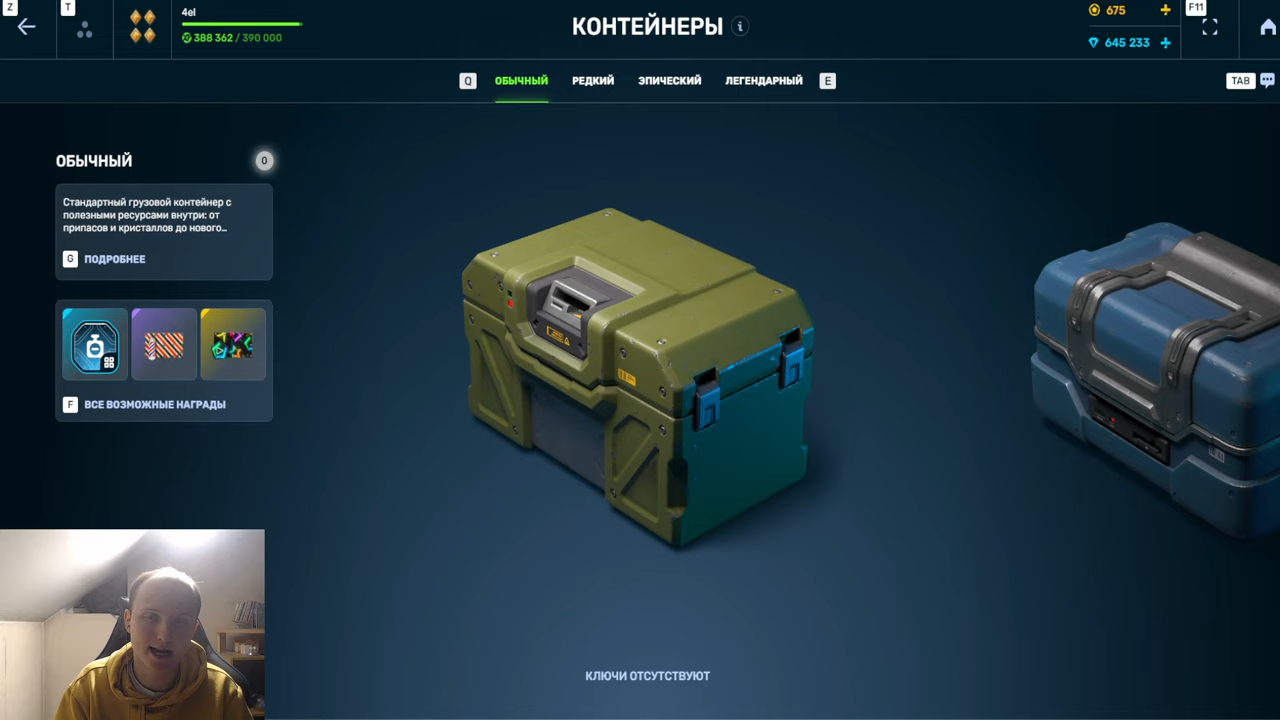 Z
T
4el
388 362 / 390 000
КОНТЕЙНЕРЫ
i
675
645 233
F11
Q
ОБЫЧНЫЙ
РЕДКИЙ
ЭПИЧЕСКИЙ
ЛЕГЕНДАРНЫЙ
E
TAB
ОБЫЧНЫЙ
0
Стандартный грузовой контейнер с
полезными ресурсами внутри: от
припасов и кристаллов до нового...
G ПОДРОБНЕЕ
F ВСЕ ВОЗМОЖНЫЕ НАГРАДЫ
КЛЮЧИ ОТСУТСТВУЮТ